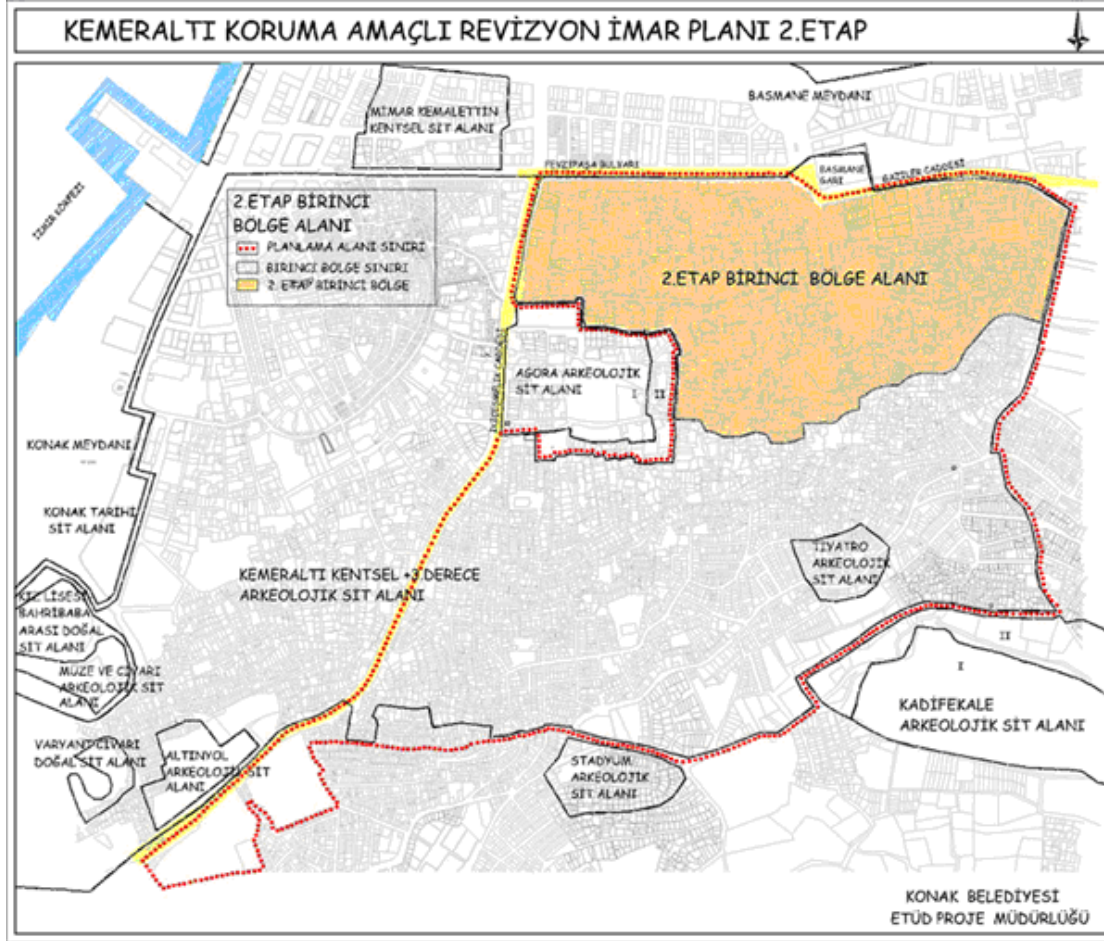 KEMERALTI KORUMA AMAÇLI REVİZYON İMAR PLANI 2.ETAP
BASMANE MEYDANI
MİMAR KEMALETTİN
KENTSEL SİT ALANI
FEVZİPAŞA BULVARI
BASMANE
GARI
GAZİLER CADDESİ
İZMİR KÖRFEZİ
2.ETAP BİRİNCİ
BÖLGE ALANI
PLANLAMA ALANI SINIRI
BİRİNCİ BÖLGE SINIRI
2. ETAP BİRİNCİ BÖLGE
2.ETAP BİRİNCİ BÖLGE ALANI
AGORA ARKEOLOJİK
SİT ALANI
I
II
KONAK MEYDANI
KONAK TARİHİ
SİT ALANI
KEMERALTI KENTSEL +3.DERECE
ARKEOLOJİK SİT ALANI
TİYATRO
ARKEOLOJİK
SİT ALANI
KIZ LİSESİ
BAHRİBABA
ARASI DOĞAL
SİT ALANI
MÜZE VE CİVARI
ARKEOLOJİK SİT
ALANI
II
I
KADİFEKALE
ARKEOLOJİK SİT ALANI
VARYANT CİVARI
DOĞAL SİT ALANI
ALTINYOL
ARKEOLOJİK SİT
ALANI
STADYUM
ARKEOLOJİK
SİT ALANI
KONAK BELEDİYESİ
ETÜD PROJE MÜDÜRLÜĞÜ